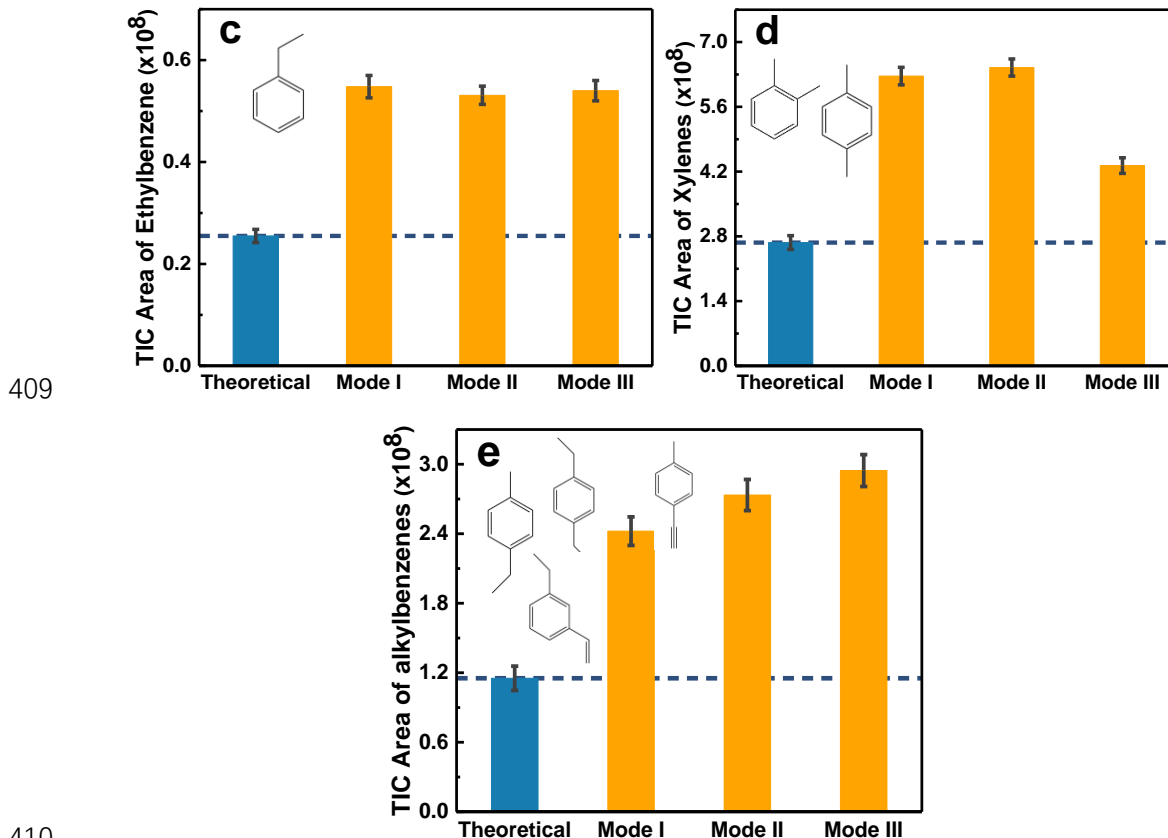 c
TIC Area of Ethylbenzene (x10⁸)
0.6
0.4
0.2
0.0
Theoretical Mode I Mode II Mode III
d
TIC Area of Xylenes (x10⁸)
7.0
5.6
4.2
2.8
1.4
0.0
Theoretical Mode I Mode II Mode III
409
e
TIC Area of alkylbenzenes (x10⁸)
3.0
2.4
1.8
1.2
0.6
0.0
Theoretical Mode I Mode II Mode III
410